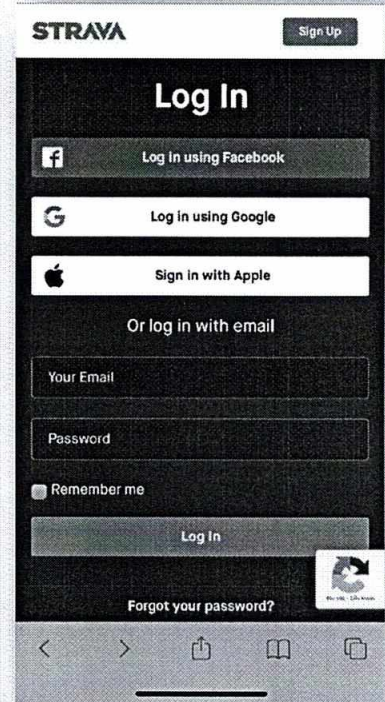 STRAVA
Sign Up
Log In
Log In using Facebook
Log in using Google
Sign in with Apple
Or log in with email
Your Email
Password
Remember me
Log In
Forgot your password?